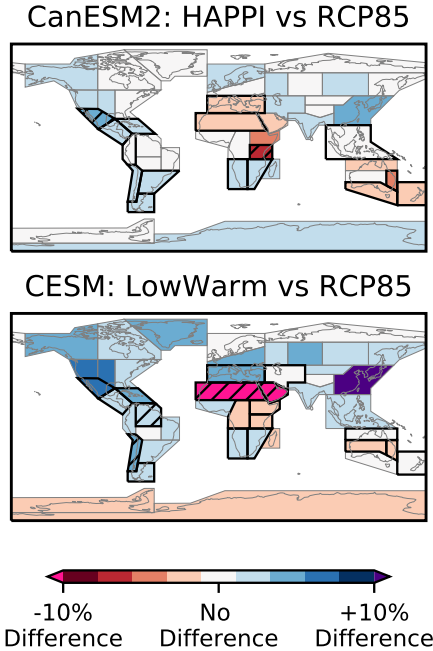 CanESM2: HAPPI vs RCP85
CESM: LowWarm vs RCP85
-10% No +10%
Difference Difference Difference